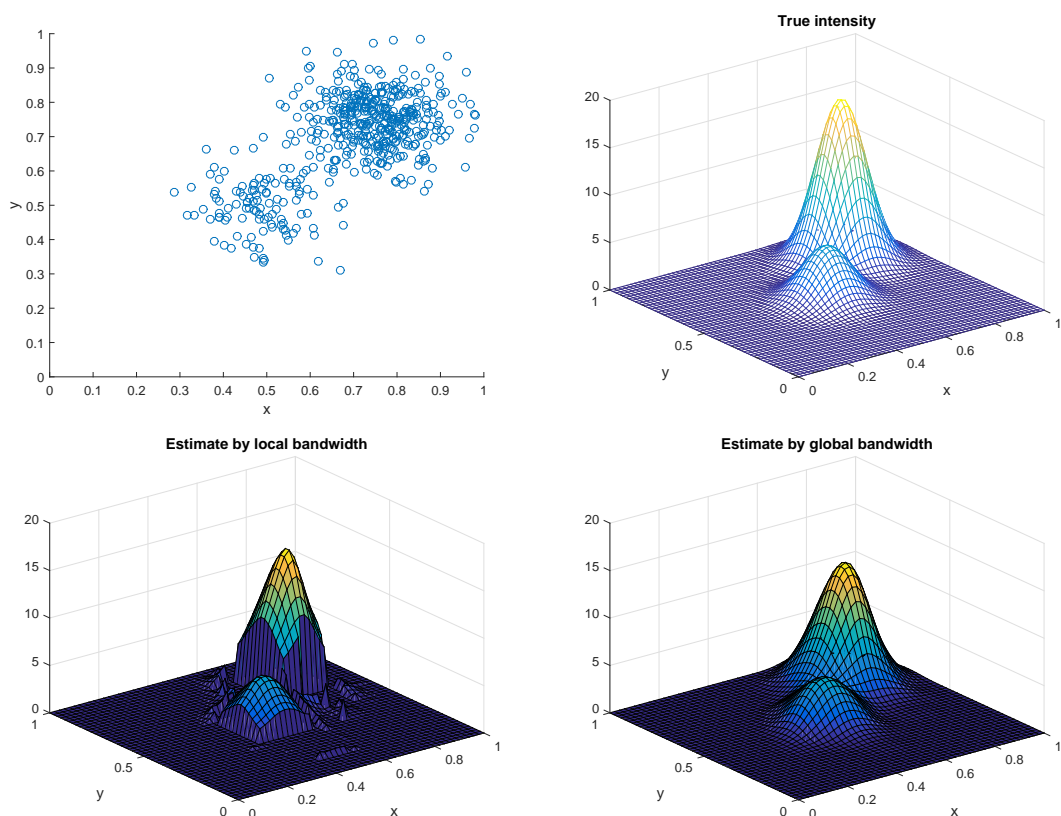 1
0.9
0.8
0.7
0.6
0.5
0.4
0.3
0.2
0.1
0
y
0 0.1 0.2 0.3 0.4 0.5 0.6 0.7 0.8 0.9 1
x
True intensity
20
15
10
5
0
1
0.5
0
y
0 0.2 0.4 0.6 0.8 1
x
Estimate by local bandwidth
20
15
10
5
0
1
0.5
0
y
0 0.2 0.4 0.6 0.8 1
x
Estimate by global bandwidth
20
15
10
5
0
1
0.5
0
y
0 0.2 0.4 0.6 0.8 1
x